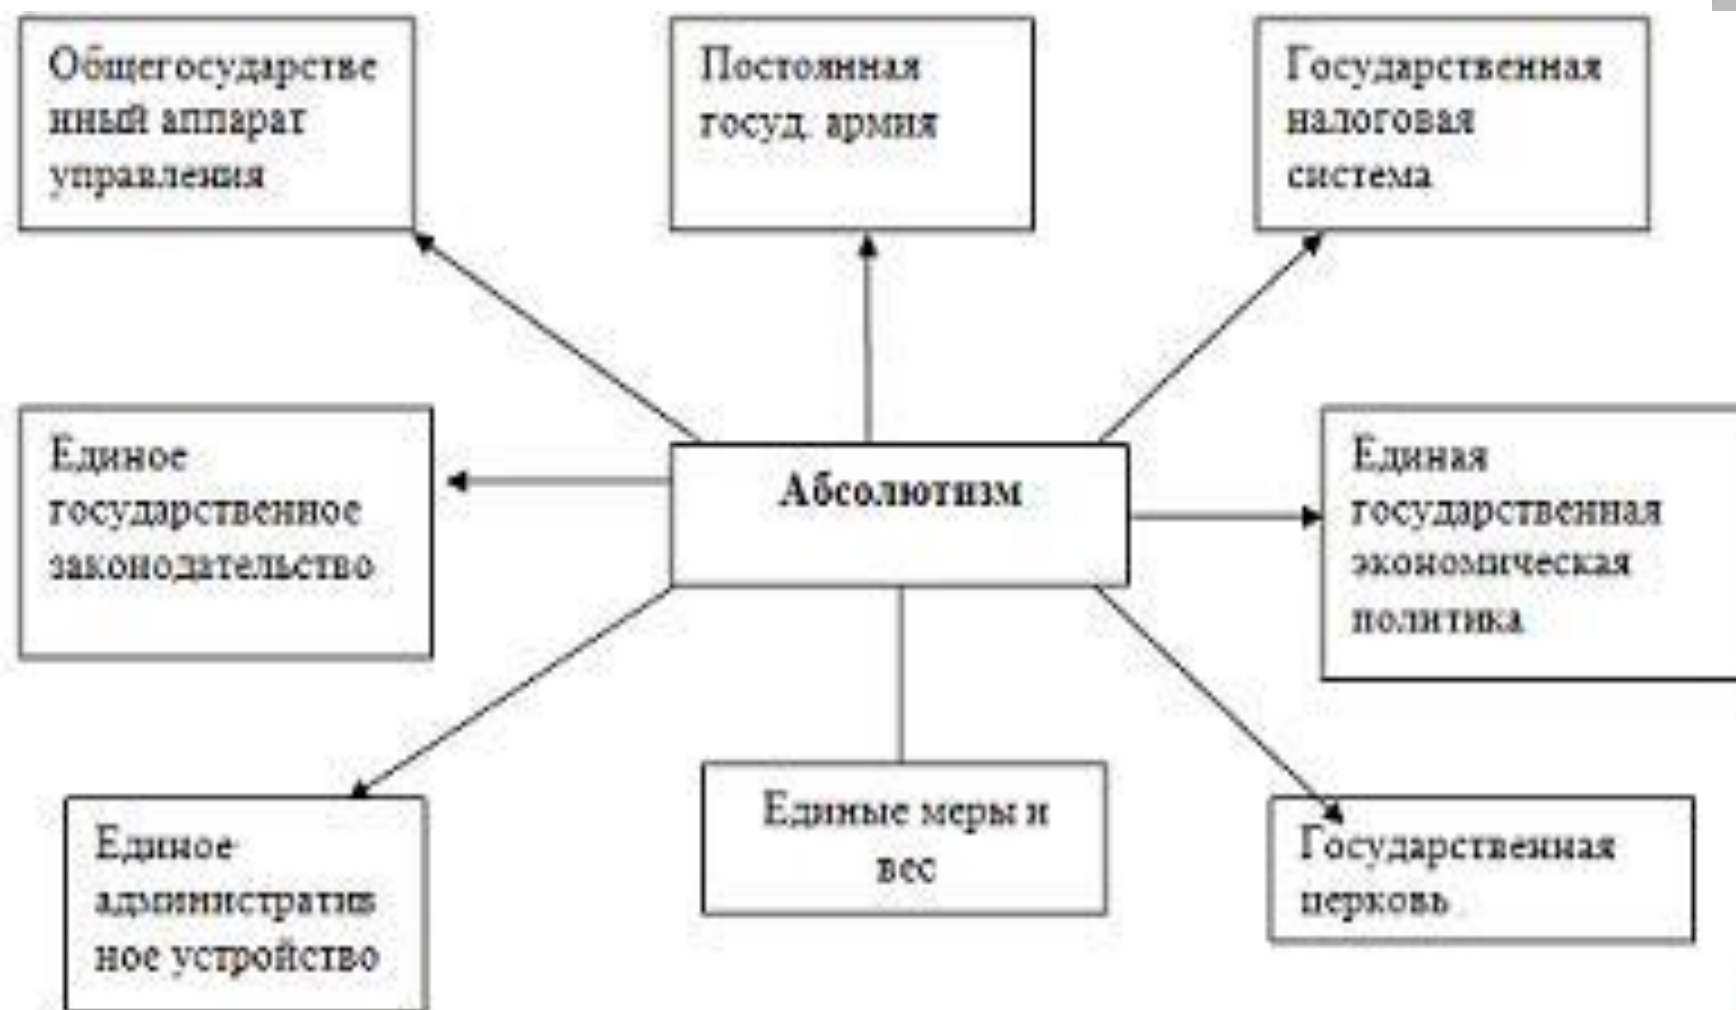 Общегосударстве
нный аппарат
управления
Постоянная
госуд. армия
Государственная
налоговая
система
Единое
государственное
законодательство
Абсолютизм
Единая
государственная
экономическая
политика
Единое
административ
ное устройство
Единые меры и
вес
Государственная
церковь